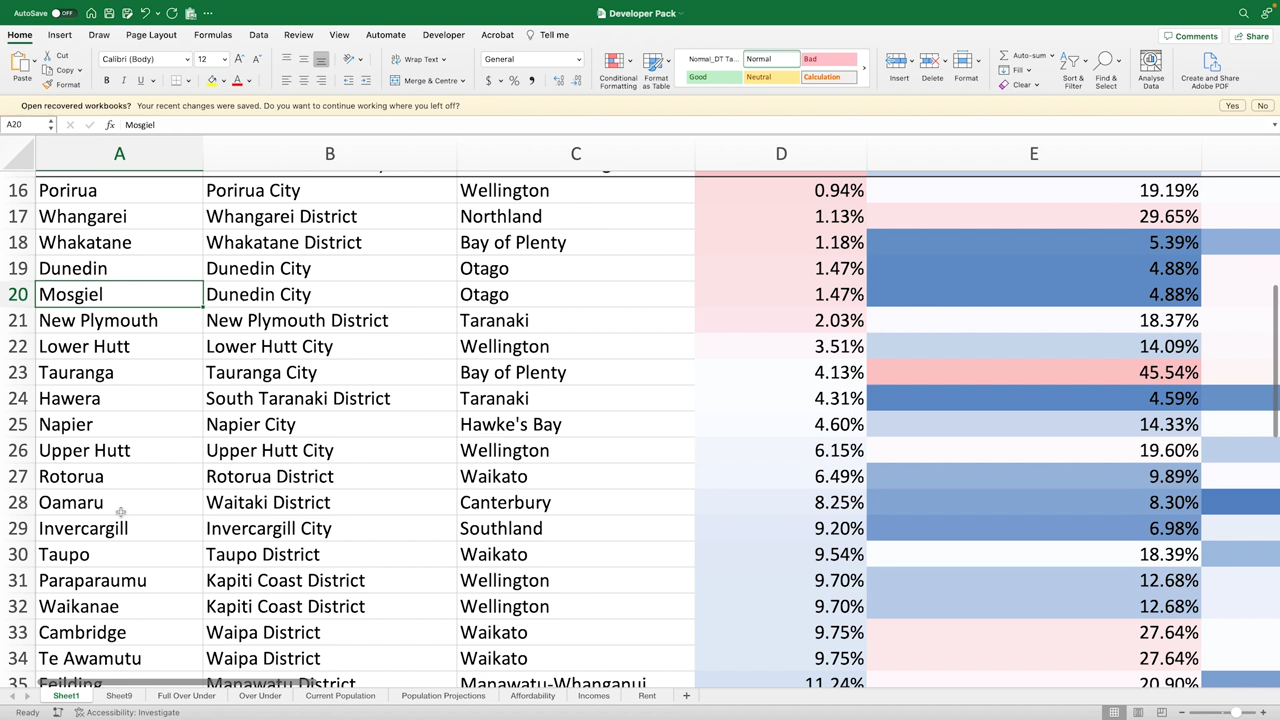 AutoSave OFF Developer Pack
Home Insert Draw Page Layout Formulas Data Review View Automate Developer Acrobat Tell me Comments Share
Paste Cut Copy Format Calibri (Body) 12 Wrap Text General Normal_DT Ta... Normal Bad
B I U Merge & Centre Conditional Formatting Format as Table Good Neutral Calculation Insert Delete Format Auto-sum Fill Clear Sort & Filter Find & Select Analyse Data Create and Share Adobe PDF
Open recovered workbooks? Your recent changes were saved. Do you want to continue working where you left off? Yes No
A20 fx Mosgiel
A B C D E
16 Porirua Porirua City Wellington 0.94% 19.19%
17 Whangarei Whangarei District Northland 1.13% 29.65%
18 Whakatane Whakatane District Bay of Plenty 1.18% 5.39%
19 Dunedin Dunedin City Otago 1.47% 4.88%
20 Mosgiel Dunedin City Otago 1.47% 4.88%
21 New Plymouth New Plymouth District Taranaki 2.03% 18.37%
22 Lower Hutt Lower Hutt City Wellington 3.51% 14.09%
23 Tauranga Tauranga City Bay of Plenty 4.13% 45.54%
24 Hawera South Taranaki District Taranaki 4.31% 4.59%
25 Napier Napier City Hawke's Bay 4.60% 14.33%
26 Upper Hutt Upper Hutt City Wellington 6.15% 19.60%
27 Rotorua Rotorua District Waikato 6.49% 9.89%
28 Oamaru Waitaki District Canterbury 8.25% 8.30%
29 Invercargill Invercargill City Southland 9.20% 6.98%
30 Taupo Taupo District Waikato 9.54% 18.39%
31 Paraparaumu Kapiti Coast District Wellington 9.70% 12.68%
32 Waikanae Kapiti Coast District Wellington 9.70% 12.68%
33 Cambridge Waipa District Waikato 9.75% 27.64%
34 Te Awamutu Waipa District Waikato 9.75% 27.64%
35 Feilding Manawatu District Manawatu-Whanganui 11.24% 20.90%
Sheet1 Sheet9 Full Over Under Over Under Current Population Population Projections Affordability Incomes Rent
Ready Accessibility: Investigate